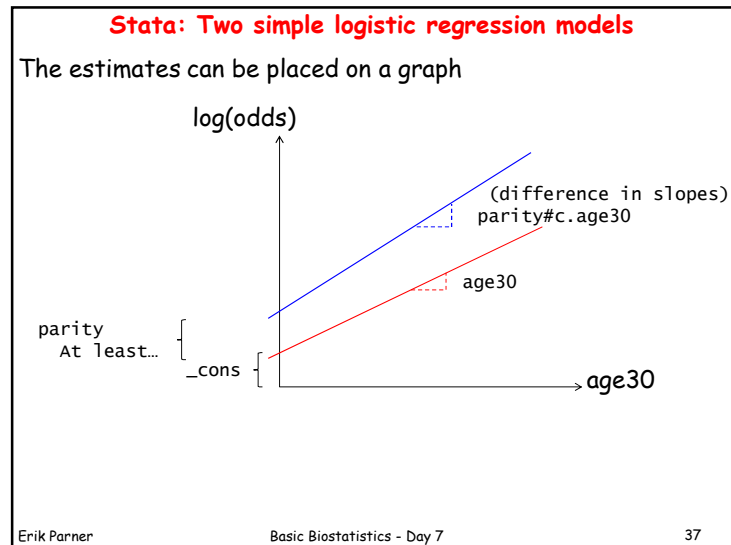 Stata: Two simple logistic regression models
The estimates can be placed on a graph
log(odds)
(difference in slopes)
parity#c.age30
age30
parity
At least…
_cons
age30
Erik Parner
Basic Biostatistics - Day 7
37